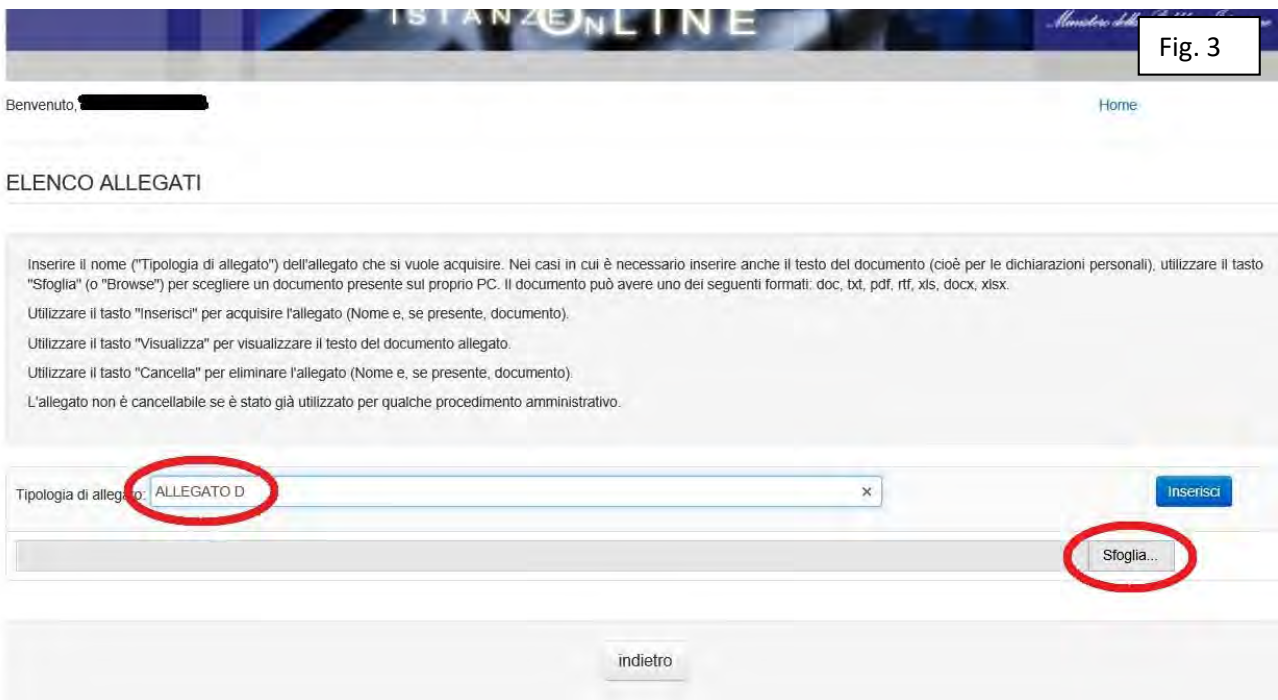 ISTANZE ONLINE
Ministero della
Fig. 3
Benvenuto,
Home
ELENCO ALLEGATI
Inserire il nome ("Tipologia di allegato") dell'allegato che si vuole acquisire. Nei casi in cui è necessario inserire anche il testo del documento (cioè per le dichiarazioni personali), utilizzare il tasto
"Sfoglia" (o "Browse") per scegliere un documento presente sul proprio PC. Il documento può avere uno dei seguenti formati: doc, txt, pdf, rtf, xls, docx, xlsx.
Utilizzare il tasto "Inserisci" per acquisire l'allegato (Nome e, se presente, documento).
Utilizzare il tasto "Visualizza" per visualizzare il testo del documento allegato.
Utilizzare il tasto "Cancella" per eliminare l'allegato (Nome e, se presente, documento).
L'allegato non è cancellabile se è stato già utilizzato per qualche procedimento amministrativo.
Tipologia di allegato: ALLEGATO D × Inserisci
Sfoglia...
indietro